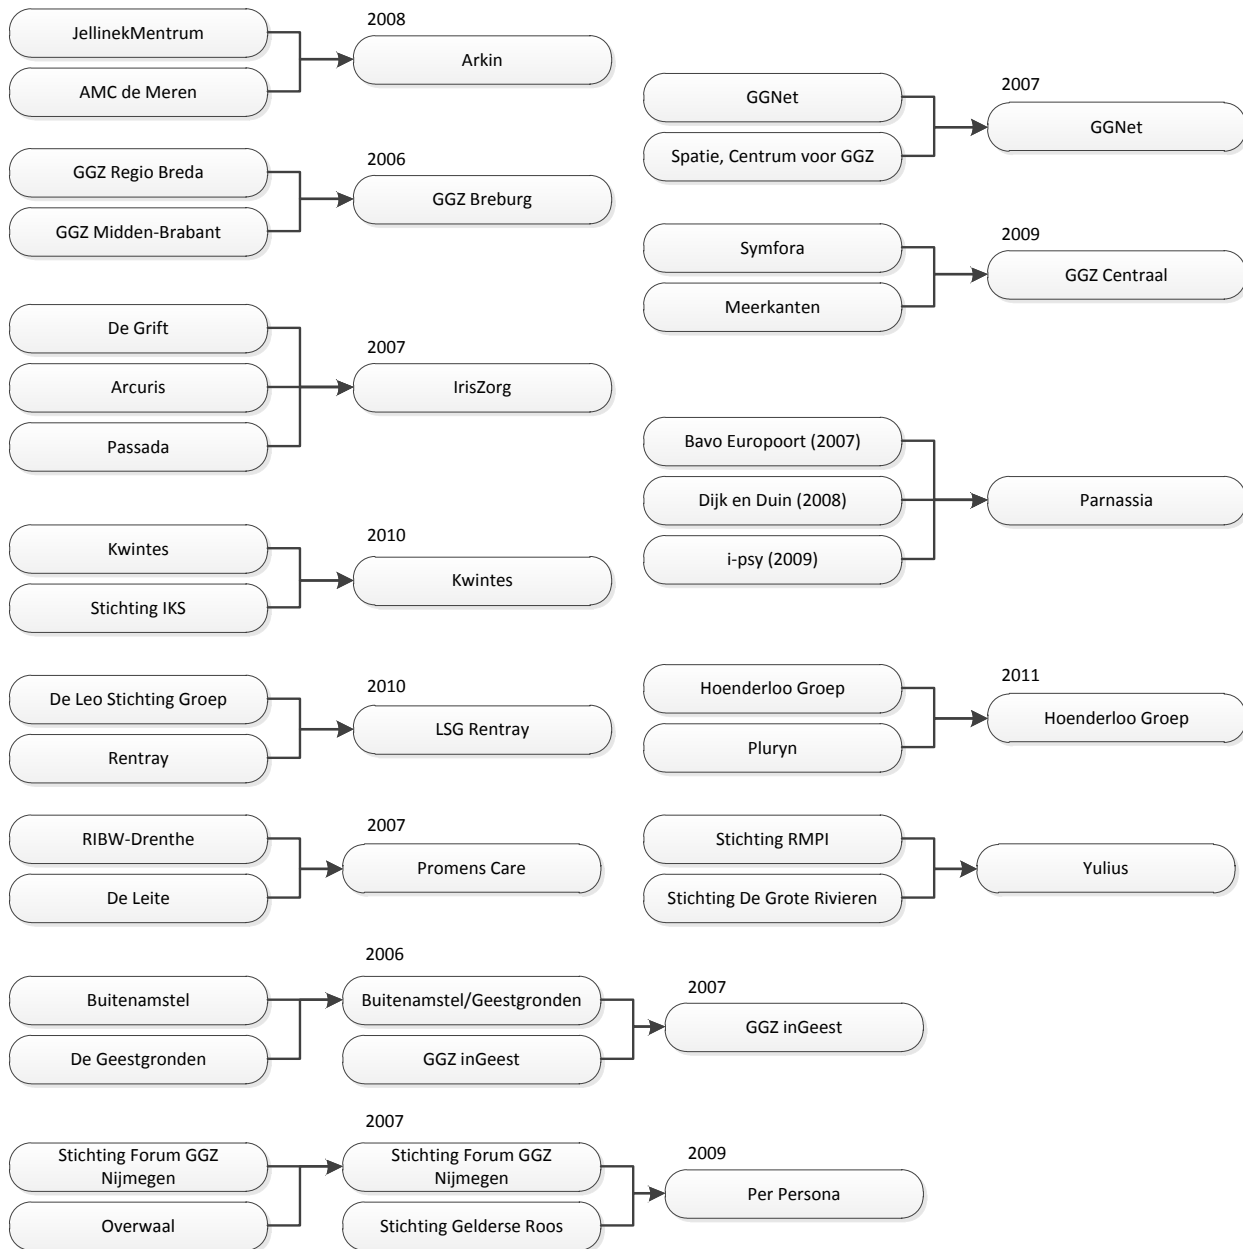 JellinekMentrum
AMC de Meren
2008
Arkin
GGZ Regio Breda
GGZ Midden-Brabant
2006
GGZ Breburg
De Grift
Arcuris
Passada
2007
IrisZorg
Kwintes
Stichting IKS
2010
Kwintes
De Leo Stichting Groep
Rentray
2010
LSG Rentray
RIBW-Drenthe
De Leite
2007
Promens Care
GGNet
Spatie, Centrum voor GGZ
2007
GGNet
Symfora
Meerkanten
2009
GGZ Centraal
Bavo Europoort (2007)
Dijk en Duin (2008)
i-psy (2009)
Parnassia
Hoenderloo Groep
Pluryn
2011
Hoenderloo Groep
Stichting RMPI
Stichting De Grote Rivieren
Yulius
Buitenamstel
De Geestgronden
2006
Buitenamstel/Geestgronden
GGZ inGeest
2007
GGZ inGeest
Stichting Forum GGZ
Nijmegen
Overwaal
2007
Stichting Forum GGZ
Nijmegen
Stichting Gelderse Roos
2009
Per Persona